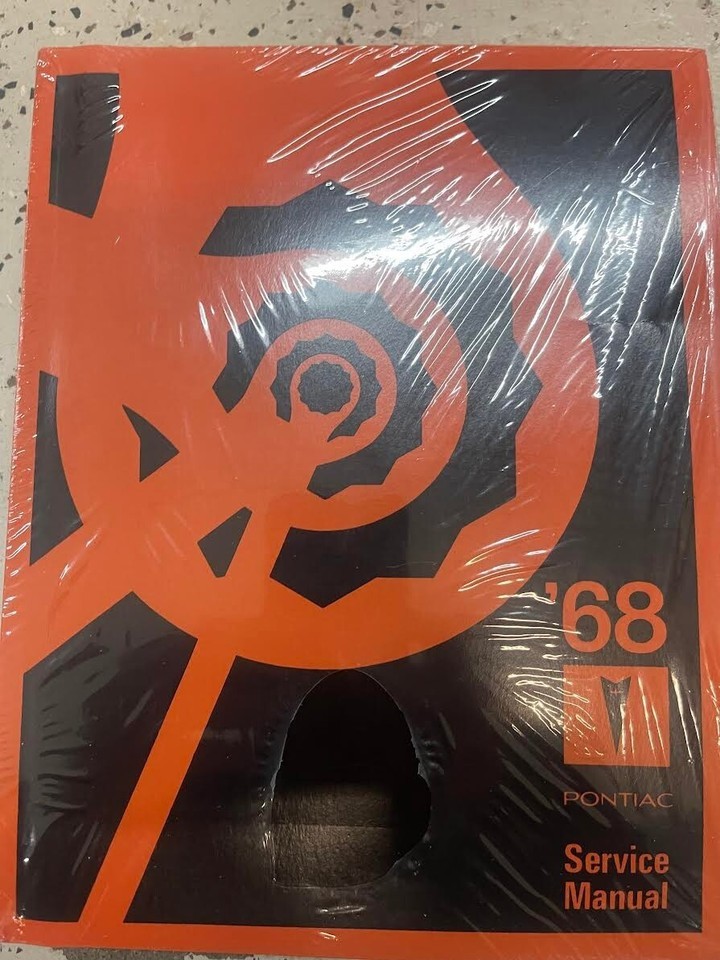 '68
PONTIAC
Service
Manual